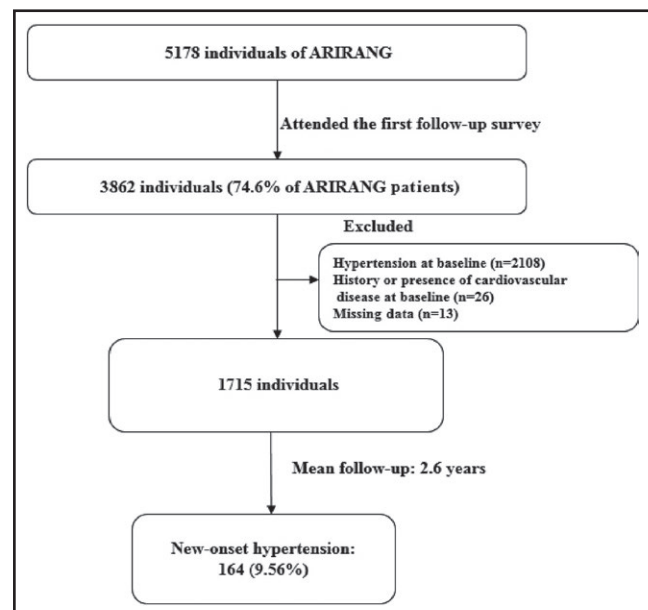 5178 individuals of ARIRANG
Attended the first follow-up survey
3862 individuals (74.6% of ARIRANG patients)
Excluded
Hypertension at baseline (n=2108)
History or presence of cardiovascular
disease at baseline (n=26)
Missing data (n=13)
1715 individuals
Mean follow-up: 2.6 years
New-onset hypertension:
164 (9.56%)